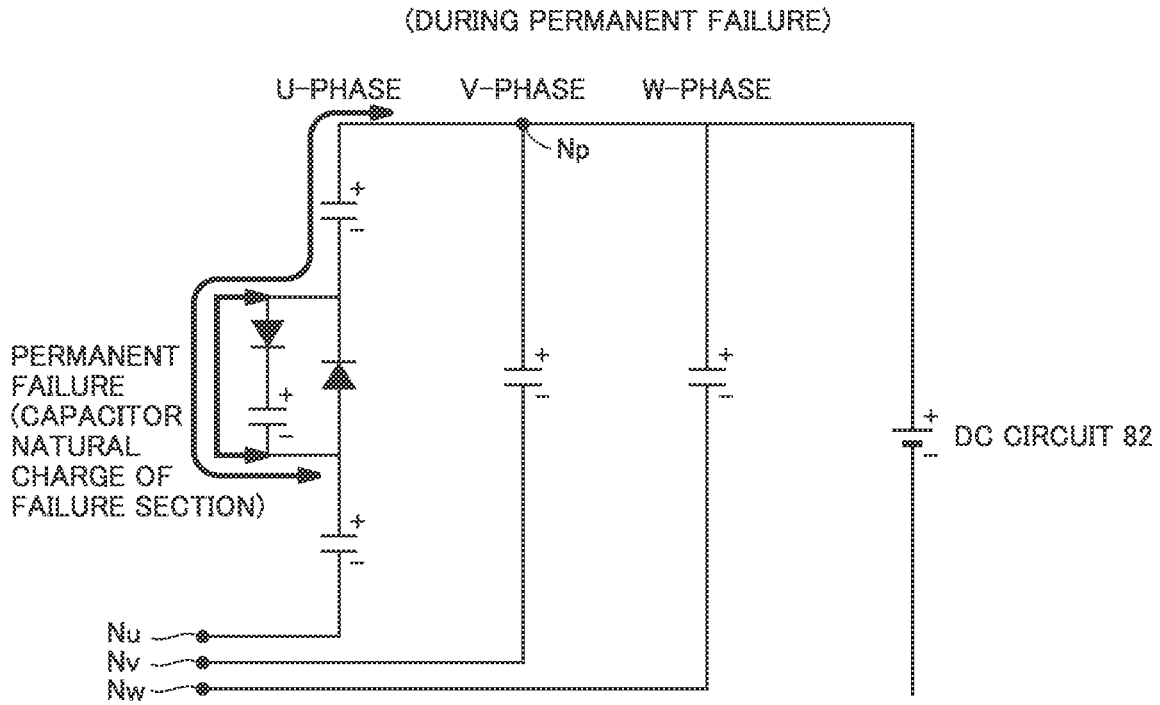 (DURING PERMANENT FAILURE)
U-PHASE
V-PHASE
W-PHASE
Np
+
−
PERMANENT
FAILURE
(CAPACITOR
NATURAL
CHARGE OF
FAILURE SECTION)
+
−
+
−
+
−
+
−
+
−
DC CIRCUIT 82
Nu
Nv
Nw